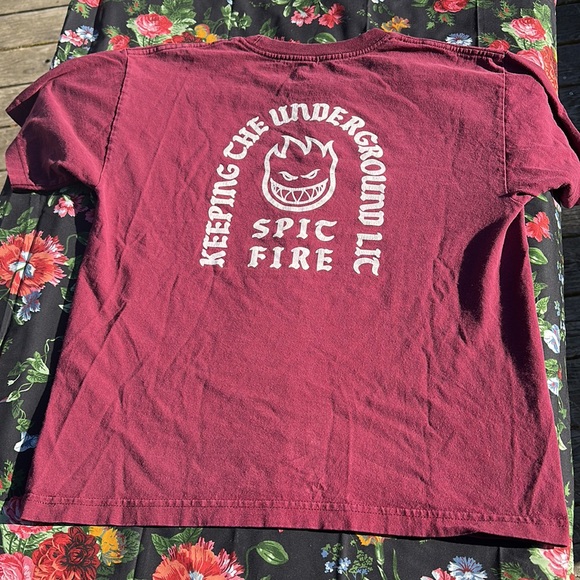 KEEPING THE UNDERGROUND LIT
SPIT
FIRE